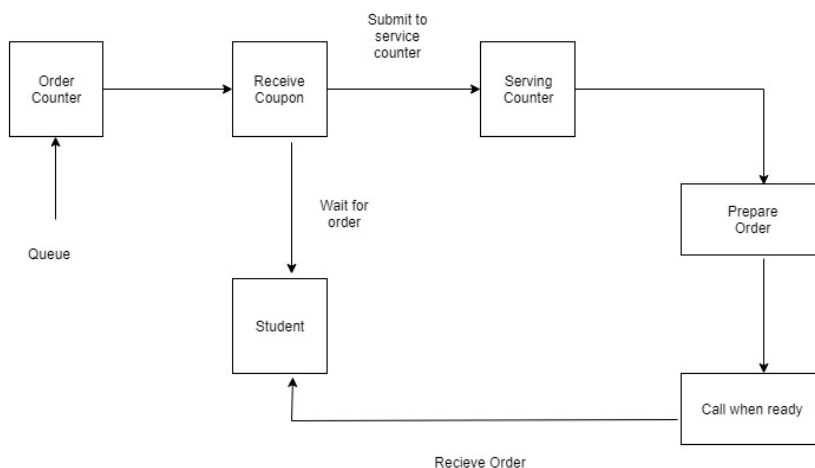 Submit to
service
counter
Order
Counter
Receive
Coupon
Serving
Counter
Wait for
order
Prepare
Order
Queue
Student
Call when ready
Recieve Order